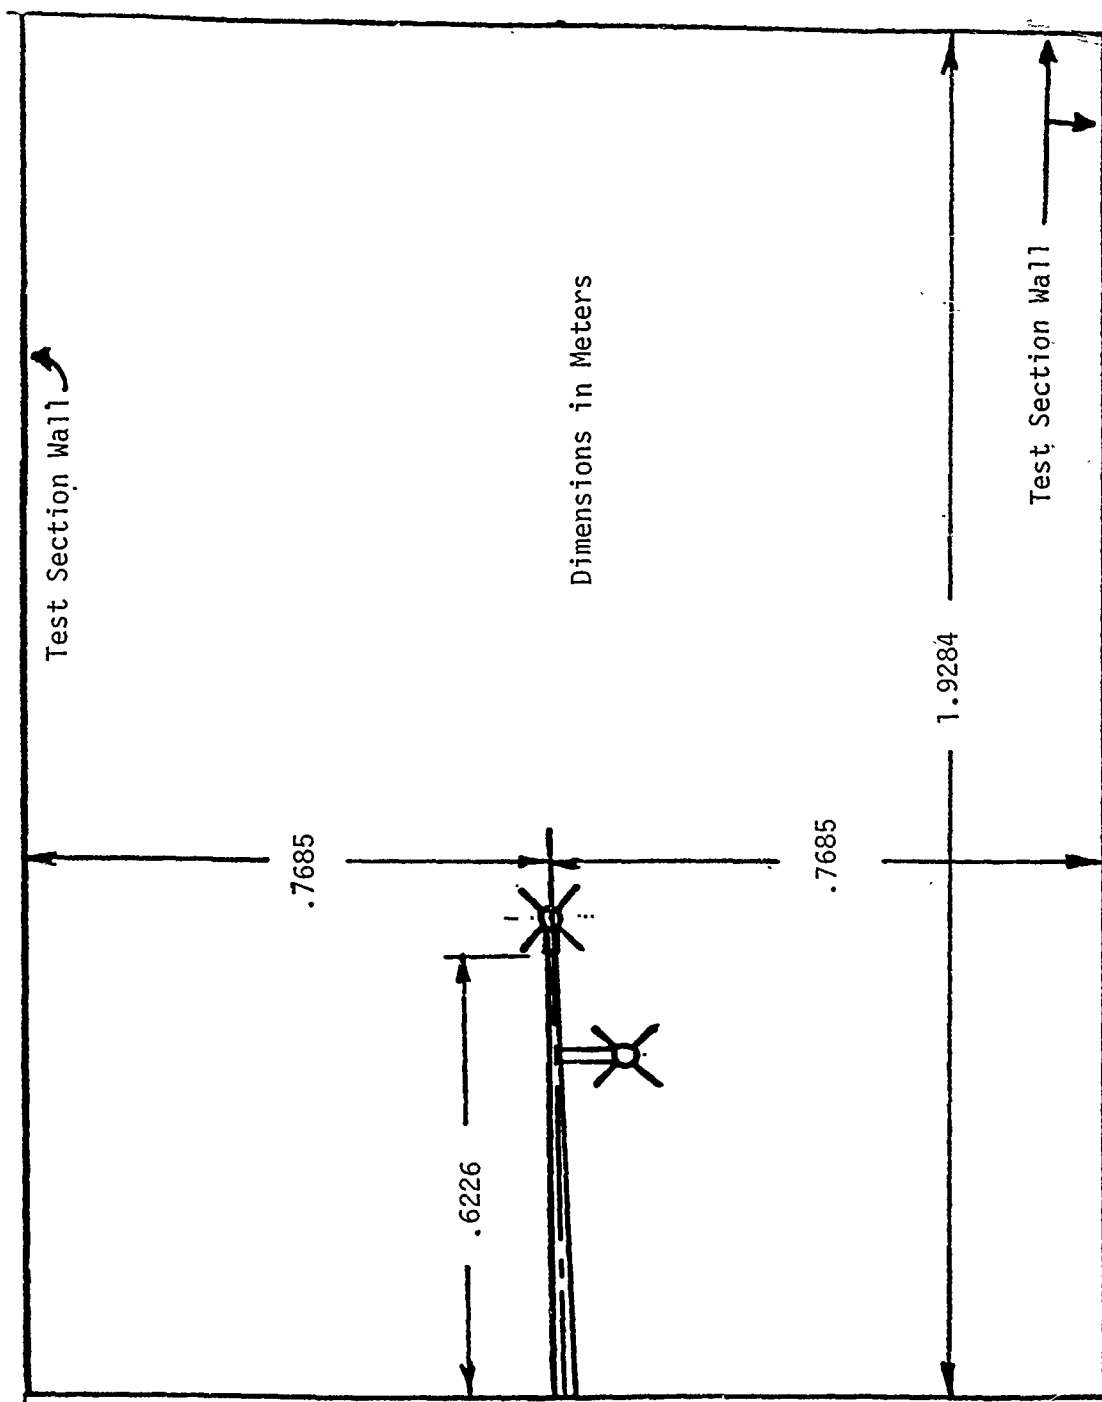 Test Section Wall
.7685
.6226
Dimensions in Meters
.7685
1.9284
Test Section Wall